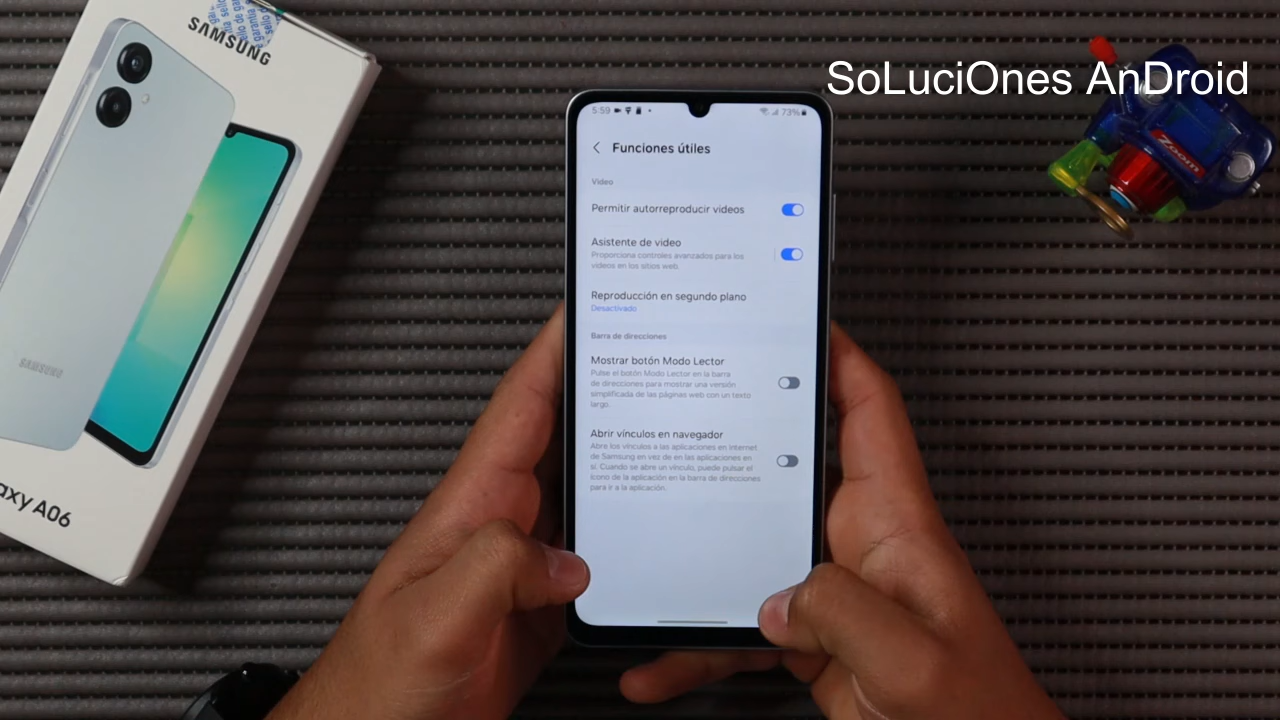 SoLuciOnes AnDroid
SAMSUNG
SAMSUNG
axy A06
Zoom
5:59
73%
Funciones útiles
Video
Permitir autorreproducir videos
Asistente de video
Proporciona controles avanzados para los
videos en los sitios web.
Reproducción en segundo plano
Desactivado
Barra de direcciones
Mostrar botón Modo Lector
Pulse el botón Modo Lector en la barra
de direcciones para mostrar una versión
simplificada de las páginas web con un texto
largo.
Abrir vínculos en navegador
Abre los vínculos a las aplicaciones en Internet
de Samsung en vez de en las aplicaciones en
sí. Cuando se abre un vínculo, puede pulsar el
icono de la aplicación en la barra de direcciones
para ir a la aplicación.